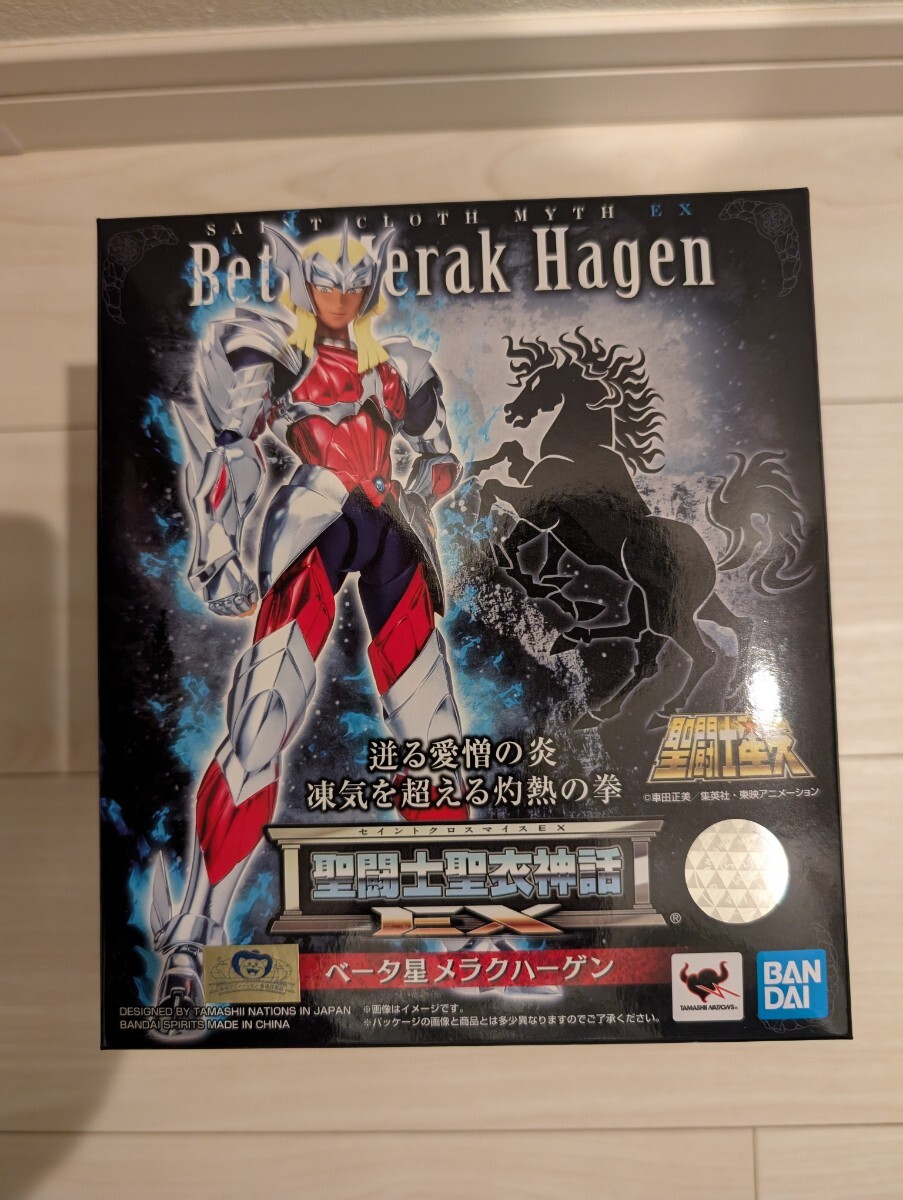 SAINT CLOTH MYTH EX
Bet Merak Hagen
迸る愛憎の炎
凍気を超える灼熱の拳
聖闘士星矢
©車田正美/集英社・東映アニメーション
セイントクロスマイスEX
聖闘士聖衣神話
EX
®
ベータ星 メラクハーゲン
TAMASHII NATIONS
BAN
DAI
DESIGNED BY TAMASHII NATIONS IN JAPAN
BANDAI SPIRITS MADE IN CHINA
※画像はイメージです。
※パッケージの画像と商品とは多少異なりますのでご了承ください。